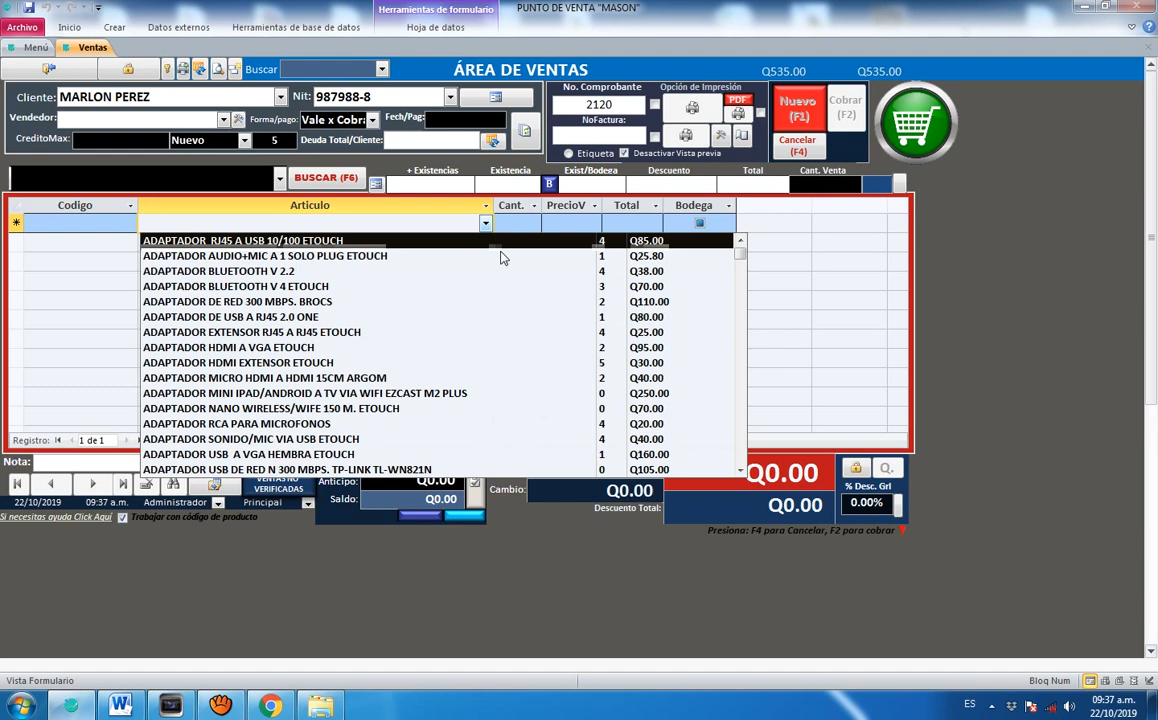 Herramientas de formulario
PUNTO DE VENTA "MASON"
Archivo
Inicio
Crear
Datos externos
Herramientas de base de datos
Hoja de datos
Menú
Ventas
Buscar
ÁREA DE VENTAS
Q535.00
Q535.00
Cliente:
MARLON PEREZ
Nit:
987988-8
Vendedor:
Forma/pago:
Vale x Cobra
Fech/Pag:
CreditoMax:
Nuevo
5
Deuda Total/Cliente:
No. Comprobante
2120
NoFactura:
Opción de Impresión
PDF
Etiqueta
Desactivar Vista previa
Nuevo (F1)
Cobrar (F2)
Cancelar (F4)
BUSCAR (F6)
+ Existencias
Existencia
B
Exist/Bodega
Descuento
Total
Cant. Venta
Codigo
Articulo
Cant.
PrecioV
Total
Bodega
ADAPTADOR RJ45 A USB 10/100 ETOUCH 4 Q85.00
ADAPTADOR AUDIO+MIC A 1 SOLO PLUG ETOUCH 1 Q25.80
ADAPTADOR BLUETOOTH V 2.2 4 Q38.00
ADAPTADOR BLUETOOTH V 4 ETOUCH 3 Q70.00
ADAPTADOR DE RED 300 MBPS. BROCS 2 Q110.00
ADAPTADOR DE USB A RJ45 2.0 ONE 1 Q80.00
ADAPTADOR EXTENSOR RJ45 A RJ45 ETOUCH 4 Q25.00
ADAPTADOR HDMI A VGA ETOUCH 2 Q95.00
ADAPTADOR HDMI EXTENSOR ETOUCH 5 Q30.00
ADAPTADOR MICRO HDMI A HDMI 15CM ARGOM 2 Q40.00
ADAPTADOR MINI IPAD/ANDROID A TV VIA WIFI EZCAST M2 PLUS 0 Q250.00
ADAPTADOR NANO WIRELESS/WIFE 150 M. ETOUCH 0 Q70.00
ADAPTADOR RCA PARA MICROFONOS 4 Q20.00
ADAPTADOR SONIDO/MIC VIA USB ETOUCH 4 Q40.00
ADAPTADOR USB A VGA HEMBRA ETOUCH 1 Q160.00
ADAPTADOR USB DE RED N 300 MBPS. TP-LINK TL-WN821N 0 Q105.00
Registro:
1 de 1
Nota:
VENTAS NO VERIFICADAS
Anticipo:
Q0.00
Saldo:
Q0.00
Cambio:
Q0.00
Descuento Total:
Q0.00
Q0.00
Q.
% Desc. Grl
0.00%
22/10/2019
09:37 a.m.
Administrador
Principal
Si necesitas ayuda Click Aquí
Trabajar con código de producto
Presiona: F4 para Cancelar, F2 para cobrar
Vista Formulario
Bloq Num
ES
09:37 a.m.
22/10/2019